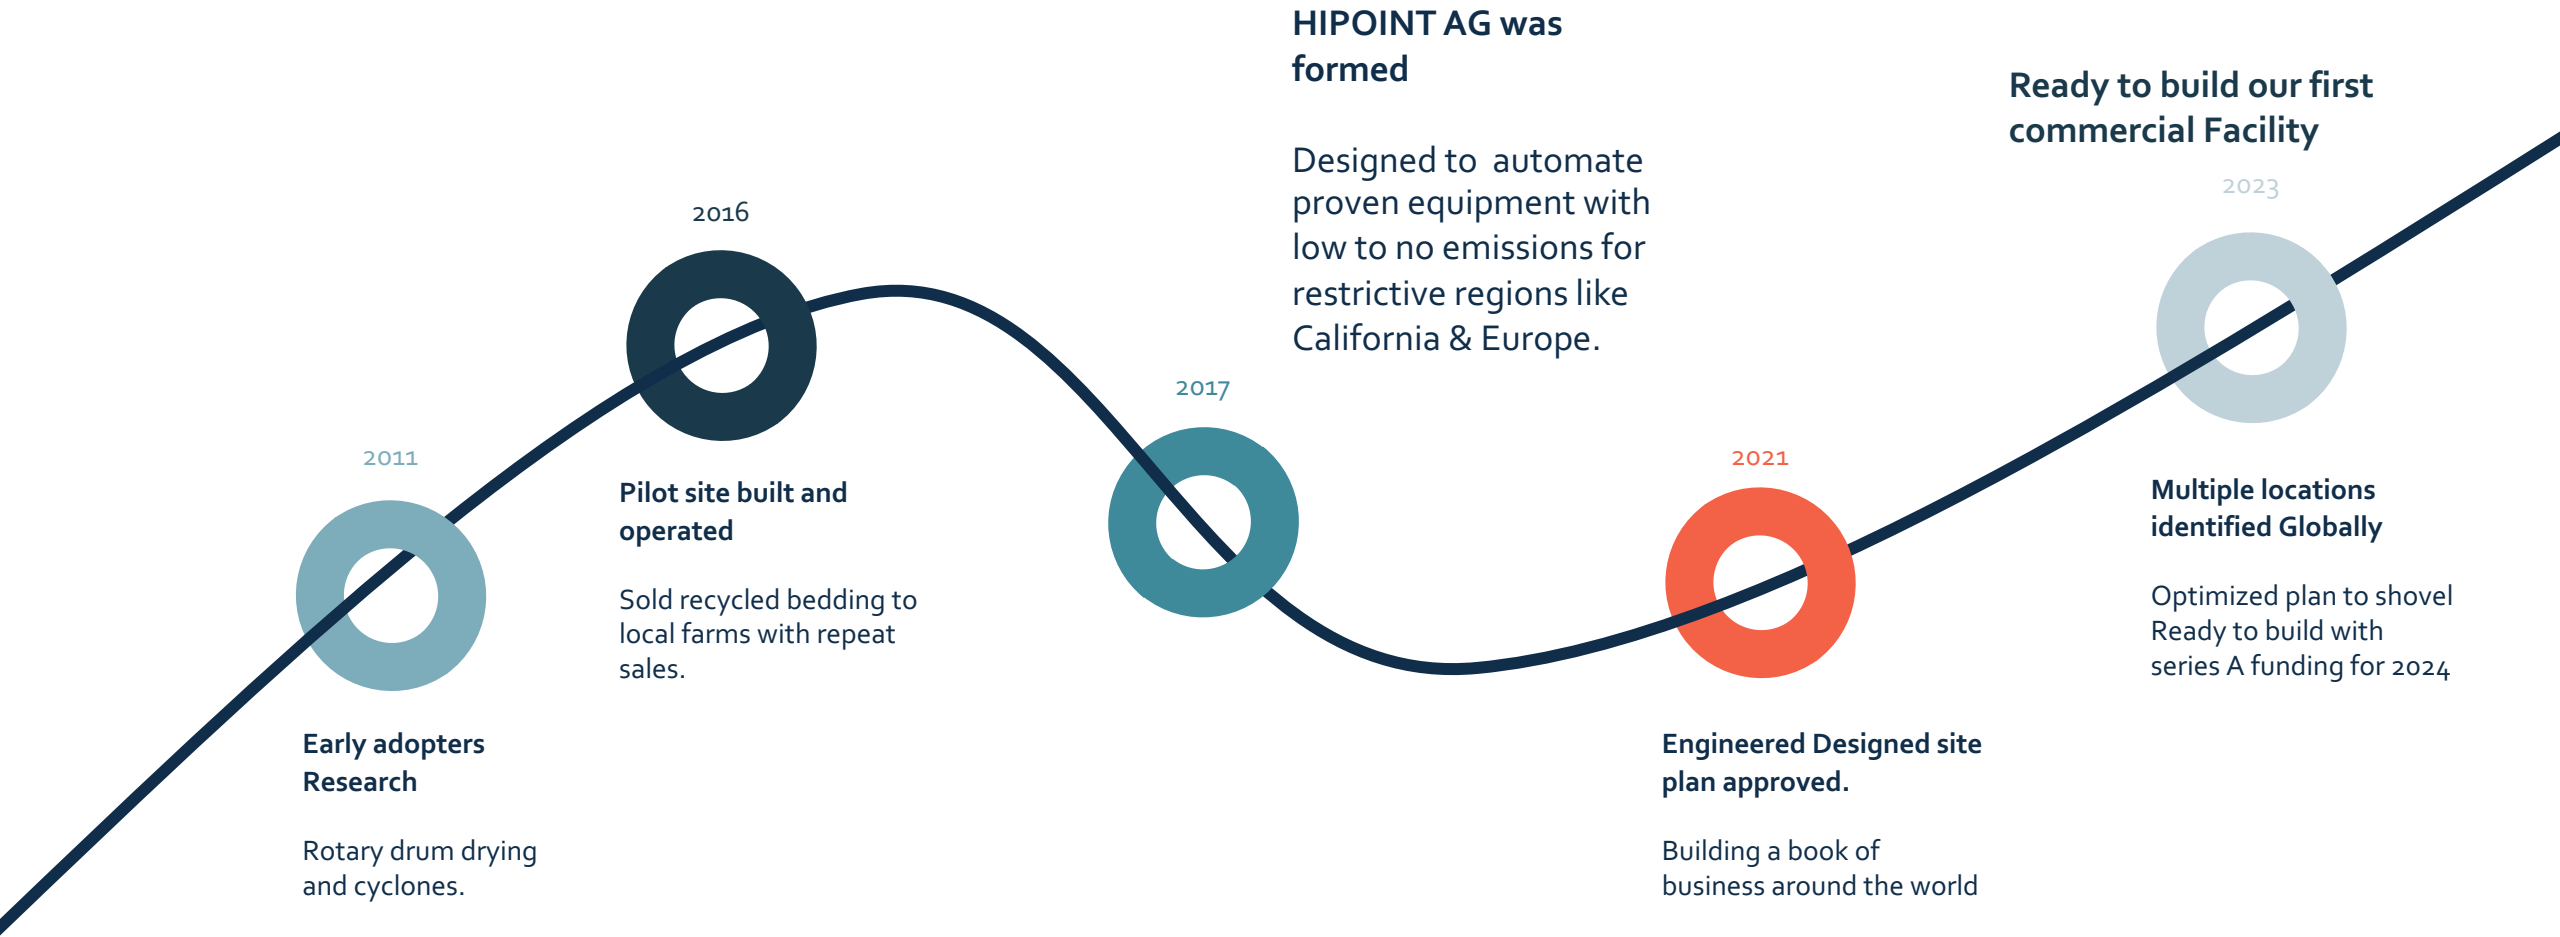 2011
Early adopters
Research
Rotary drum drying
and cyclones.
2016
Pilot site built and
operated
Sold recycled bedding to
local farms with repeat
sales.
2017
HIPOINT AG was
formed
Designed to  automate
proven equipment with
low to no emissions for
restrictive regions like
California & Europe.
2021
Engineered Designed site
plan approved.
Building a book of
business around the world
Ready to build our first
commercial Facility
2023
Multiple locations
identified Globally
Optimized plan to shovel
Ready to build with
series A funding for 2024